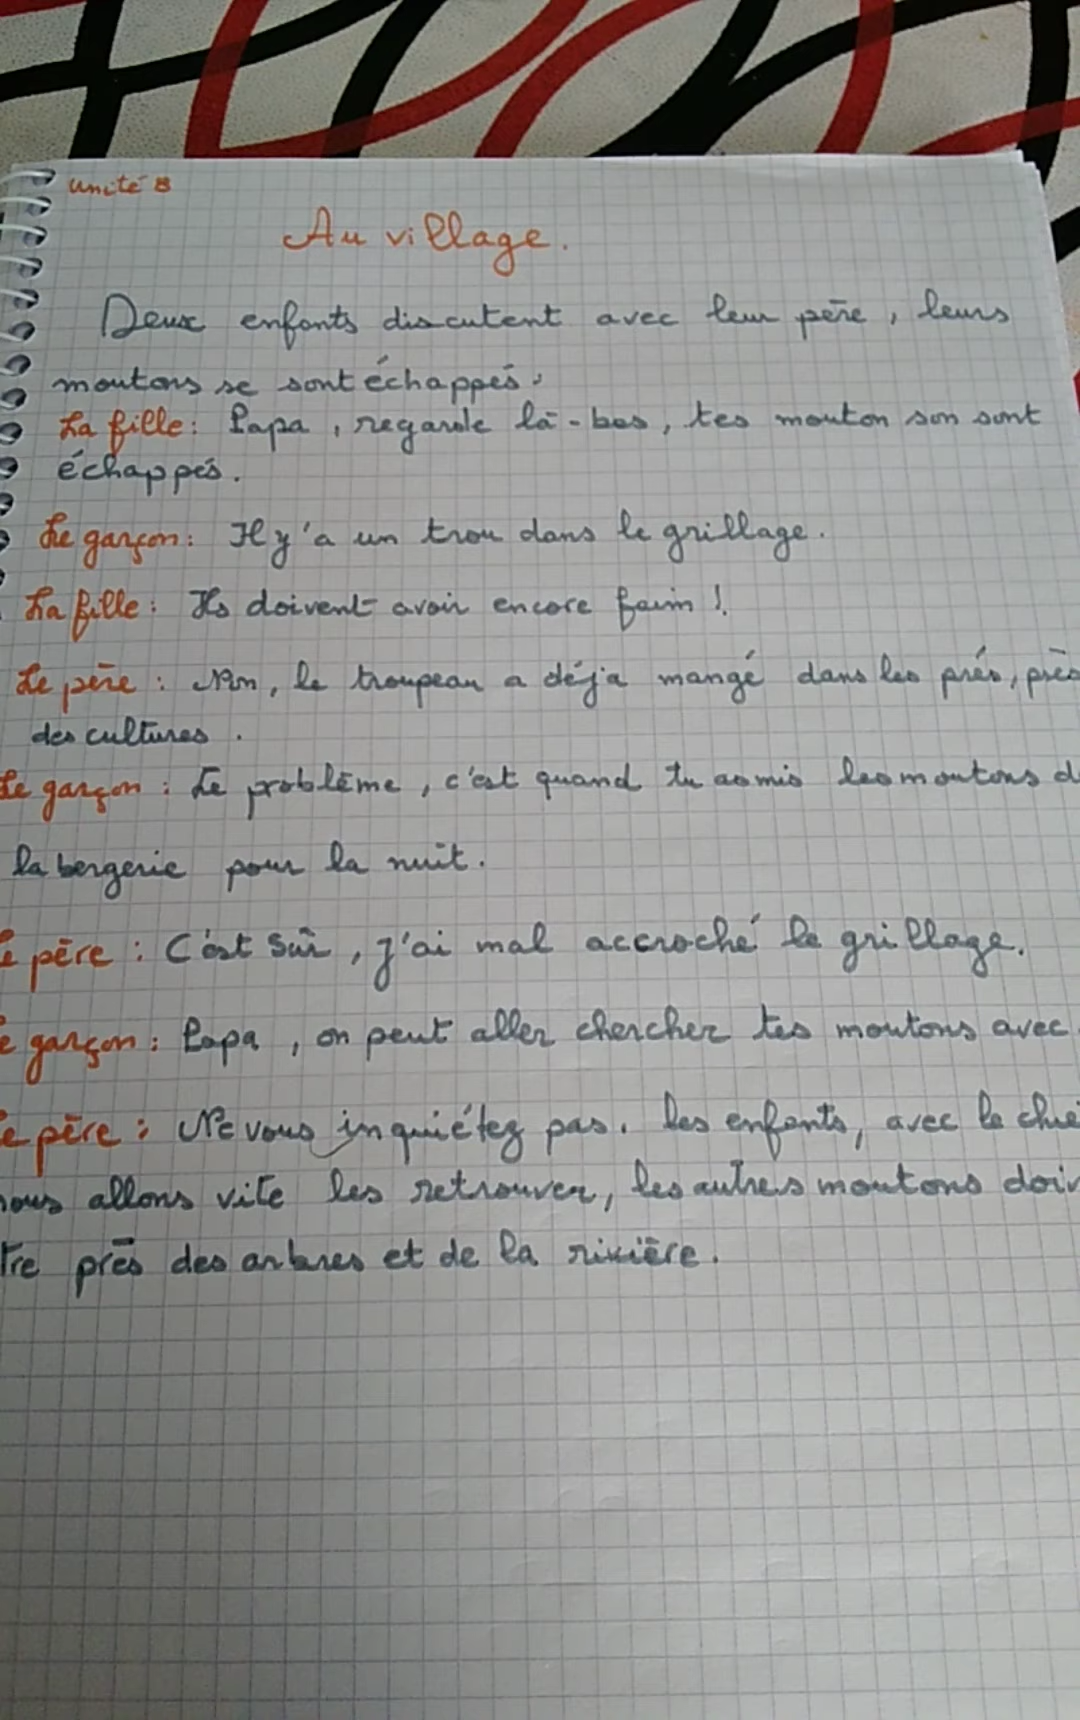 Unité 8
Au village.
Deux enfants discutent avec leur père, leurs
moutons se sont échappés.
La fille: Papa, regarde là-bas, tes mouton son sont
échappés.
Le garçon: Il y'a un trou dans le grillage.
La fille: Ils doivent avoir encore faim!
Le père: Non, le troupeau a déjà mangé dans les prés, près
des cultures.
Le garçon: Le problème, c'est quand tu as mis les moutons d
la bergerie pour la nuit.
e père: C'est sûr, j'ai mal accroché le grillage.
e garçon: Papa, on peut aller chercher tes moutons avec
e père: Ne vous inquiétez pas. les enfants, avec le chie
nous allons vite les retrouver, les autres moutons doiv
tre près des arbres et de la rivière.